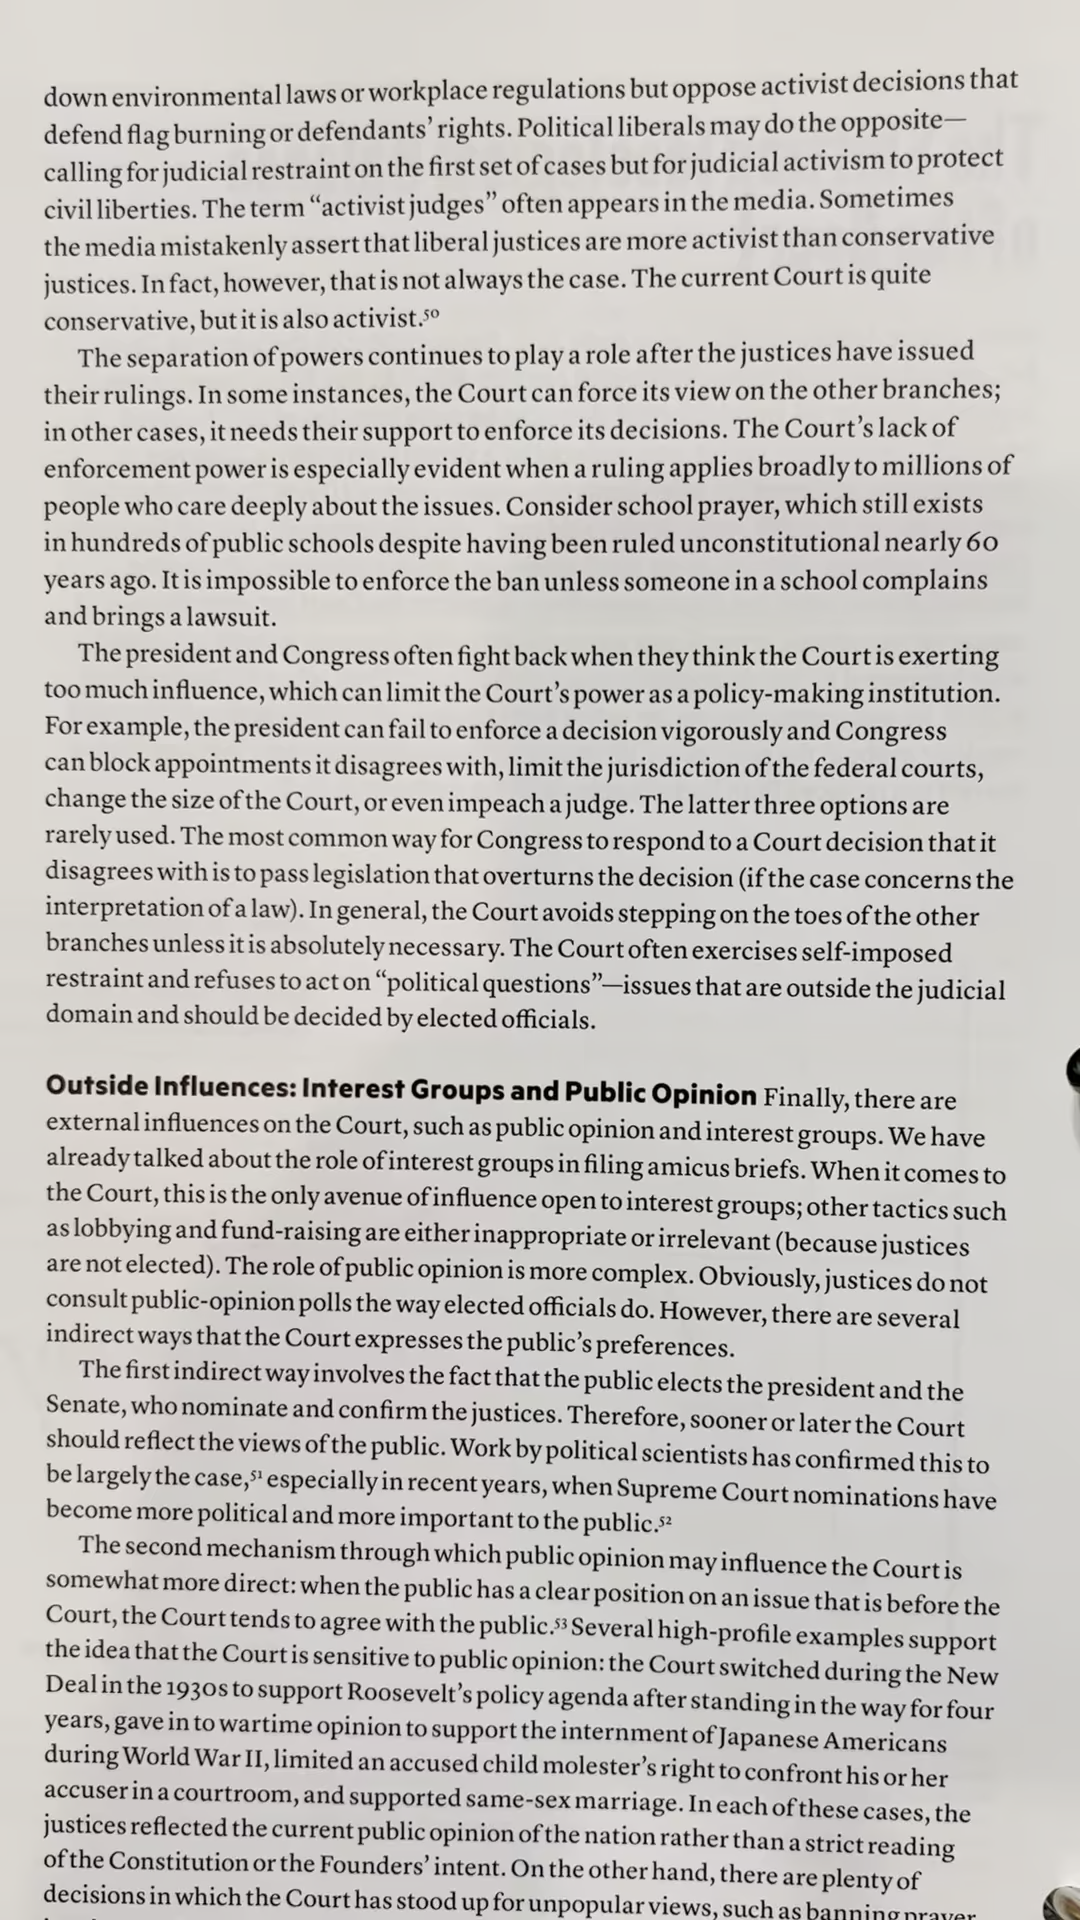 down environmental laws or workplace regulations but oppose activist decisions that
defend flag burning or defendants' rights. Political liberals may do the opposite—
calling for judicial restraint on the first set of cases but for judicial activism to protect
civil liberties. The term “activist judges” often appears in the media. Sometimes
the media mistakenly assert that liberal justices are more activist than conservative
justices. In fact, however, that is not always the case. The current Court is quite
conservative, but it is also activist.50
The separation of powers continues to play a role after the justices have issued
their rulings. In some instances, the Court can force its view on the other branches;
in other cases, it needs their support to enforce its decisions. The Court's lack of
enforcement power is especially evident when a ruling applies broadly to millions of
people who care deeply about the issues. Consider school prayer, which still exists
in hundreds of public schools despite having been ruled unconstitutional nearly 60
years ago. It is impossible to enforce the ban unless someone in a school complains
and brings a lawsuit.
The president and Congress often fight back when they think the Court is exerting
too much influence, which can limit the Court's power as a policy-making institution.
For example, the president can fail to enforce a decision vigorously and Congress
can block appointments it disagrees with, limit the jurisdiction of the federal courts,
change the size of the Court, or even impeach a judge. The latter three options are
rarely used. The most common way for Congress to respond to a Court decision that it
disagrees with is to pass legislation that overturns the decision (if the case concerns the
interpretation of a law). In general, the Court avoids stepping on the toes of the other
branches unless it is absolutely necessary. The Court often exercises self-imposed
restraint and refuses to act on “political questions”—issues that are outside the judicial
domain and should be decided by elected officials.
Outside Influences: Interest Groups and Public Opinion Finally, there are
external influences on the Court, such as public opinion and interest groups. We have
already talked about the role of interest groups in filing amicus briefs. When it comes to
the Court, this is the only avenue of influence open to interest groups; other tactics such
as lobbying and fund-raising are either inappropriate or irrelevant (because justices
are not elected). The role of public opinion is more complex. Obviously, justices do not
consult public-opinion polls the way elected officials do. However, there are several
indirect ways that the Court expresses the public's preferences.
The first indirect way involves the fact that the public elects the president and the
Senate, who nominate and confirm the justices. Therefore, sooner or later the Court
should reflect the views of the public. Work by political scientists has confirmed this to
be largely the case,51 especially in recent years, when Supreme Court nominations have
become more political and more important to the public.52
The second mechanism through which public opinion may influence the Court is
somewhat more direct: when the public has a clear position on an issue that is before the
Court, the Court tends to agree with the public.53 Several high-profile examples support
the idea that the Court is sensitive to public opinion: the Court switched during the New
Deal in the 1930s to support Roosevelt's policy agenda after standing in the way for four
years, gave in to wartime opinion to support the internment of Japanese Americans
during World War II, limited an accused child molester's right to confront his or her
accuser in a courtroom, and supported same-sex marriage. In each of these cases, the
justices reflected the current public opinion of the nation rather than a strict reading
of the Constitution or the Founders' intent. On the other hand, there are plenty of
decisions in which the Court has stood up for unpopular views, such as banning prayer